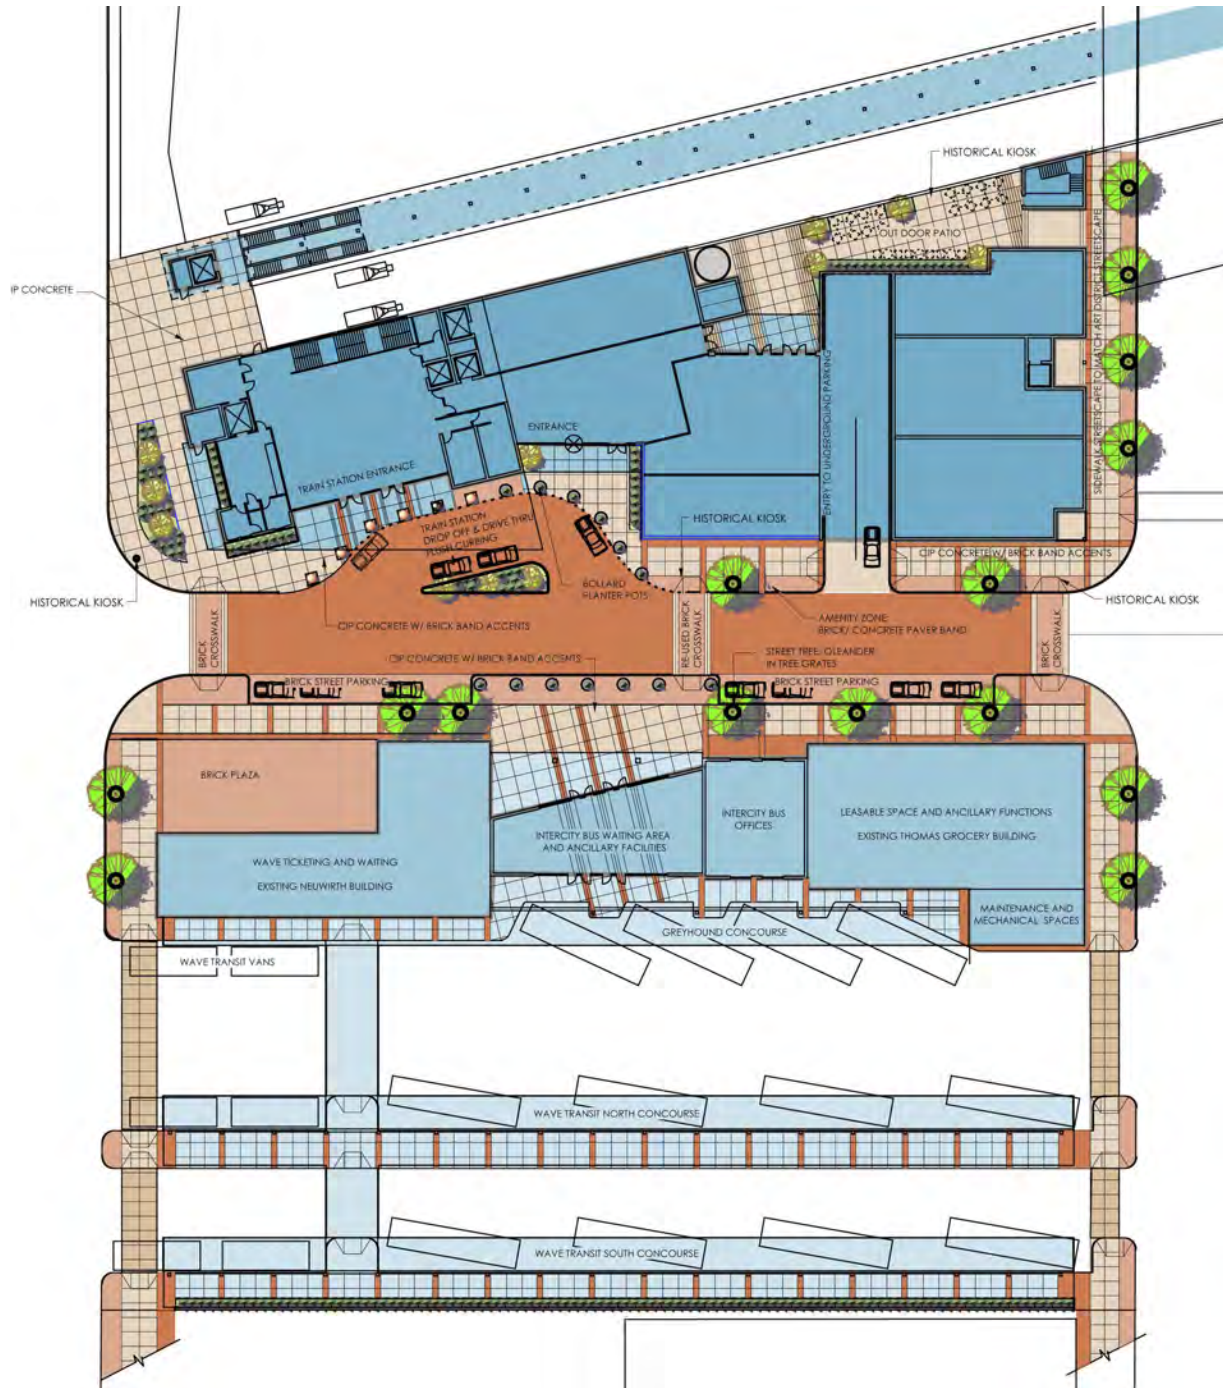 HISTORICAL KIOSK
OUT DOOR PATIO
IP CONCRETE
SIDEWALK STREETSCAPE TO MATCH ART DISTRICT STREETSCAPE
ENTRY TO UNDERGROUND PARKING
ENTRANCE
TRAIN STATION ENTRANCE
TRAIN STATION
DROP OFF & DRIVE THRU
FLUSH CURBING
HISTORICAL KIOSK
CIP CONCRETE W/ BRICK BAND ACCENTS
BOLLARD
PLANTER POTS
HISTORICAL KIOSK
HISTORICAL KIOSK
CIP CONCRETE W/ BRICK BAND ACCENTS
AMENITY ZONE:
BRICK/ CONCRETE PAVER BAND
BRICK
CROSSWALK
RE-USED BRICK
CROSSWALK
BRICK
CROSSWALK
CIP CONCRETE W/ BRICK BAND ACCENTS
STREET TREE: OLEANDER
IN TREE GRATES
BRICK STREET PARKING
BRICK STREET PARKING
BRICK PLAZA
INTERCITY BUS
OFFICES
LEASABLE SPACE AND ANCILLARY FUNCTIONS
EXISTING THOMAS GROCERY BUILDING
INTERCITY BUS WAITING AREA
AND ANCILLARY FACILITIES
WAVE TICKETING AND WAITING
EXISTING NEUWIRTH BUILDING
MAINTENANCE AND
MECHANICAL SPACES
GREYHOUND CONCOURSE
WAVE TRANSIT VANS
WAVE TRANSIT NORTH CONCOURSE
WAVE TRANSIT SOUTH CONCOURSE
N
N